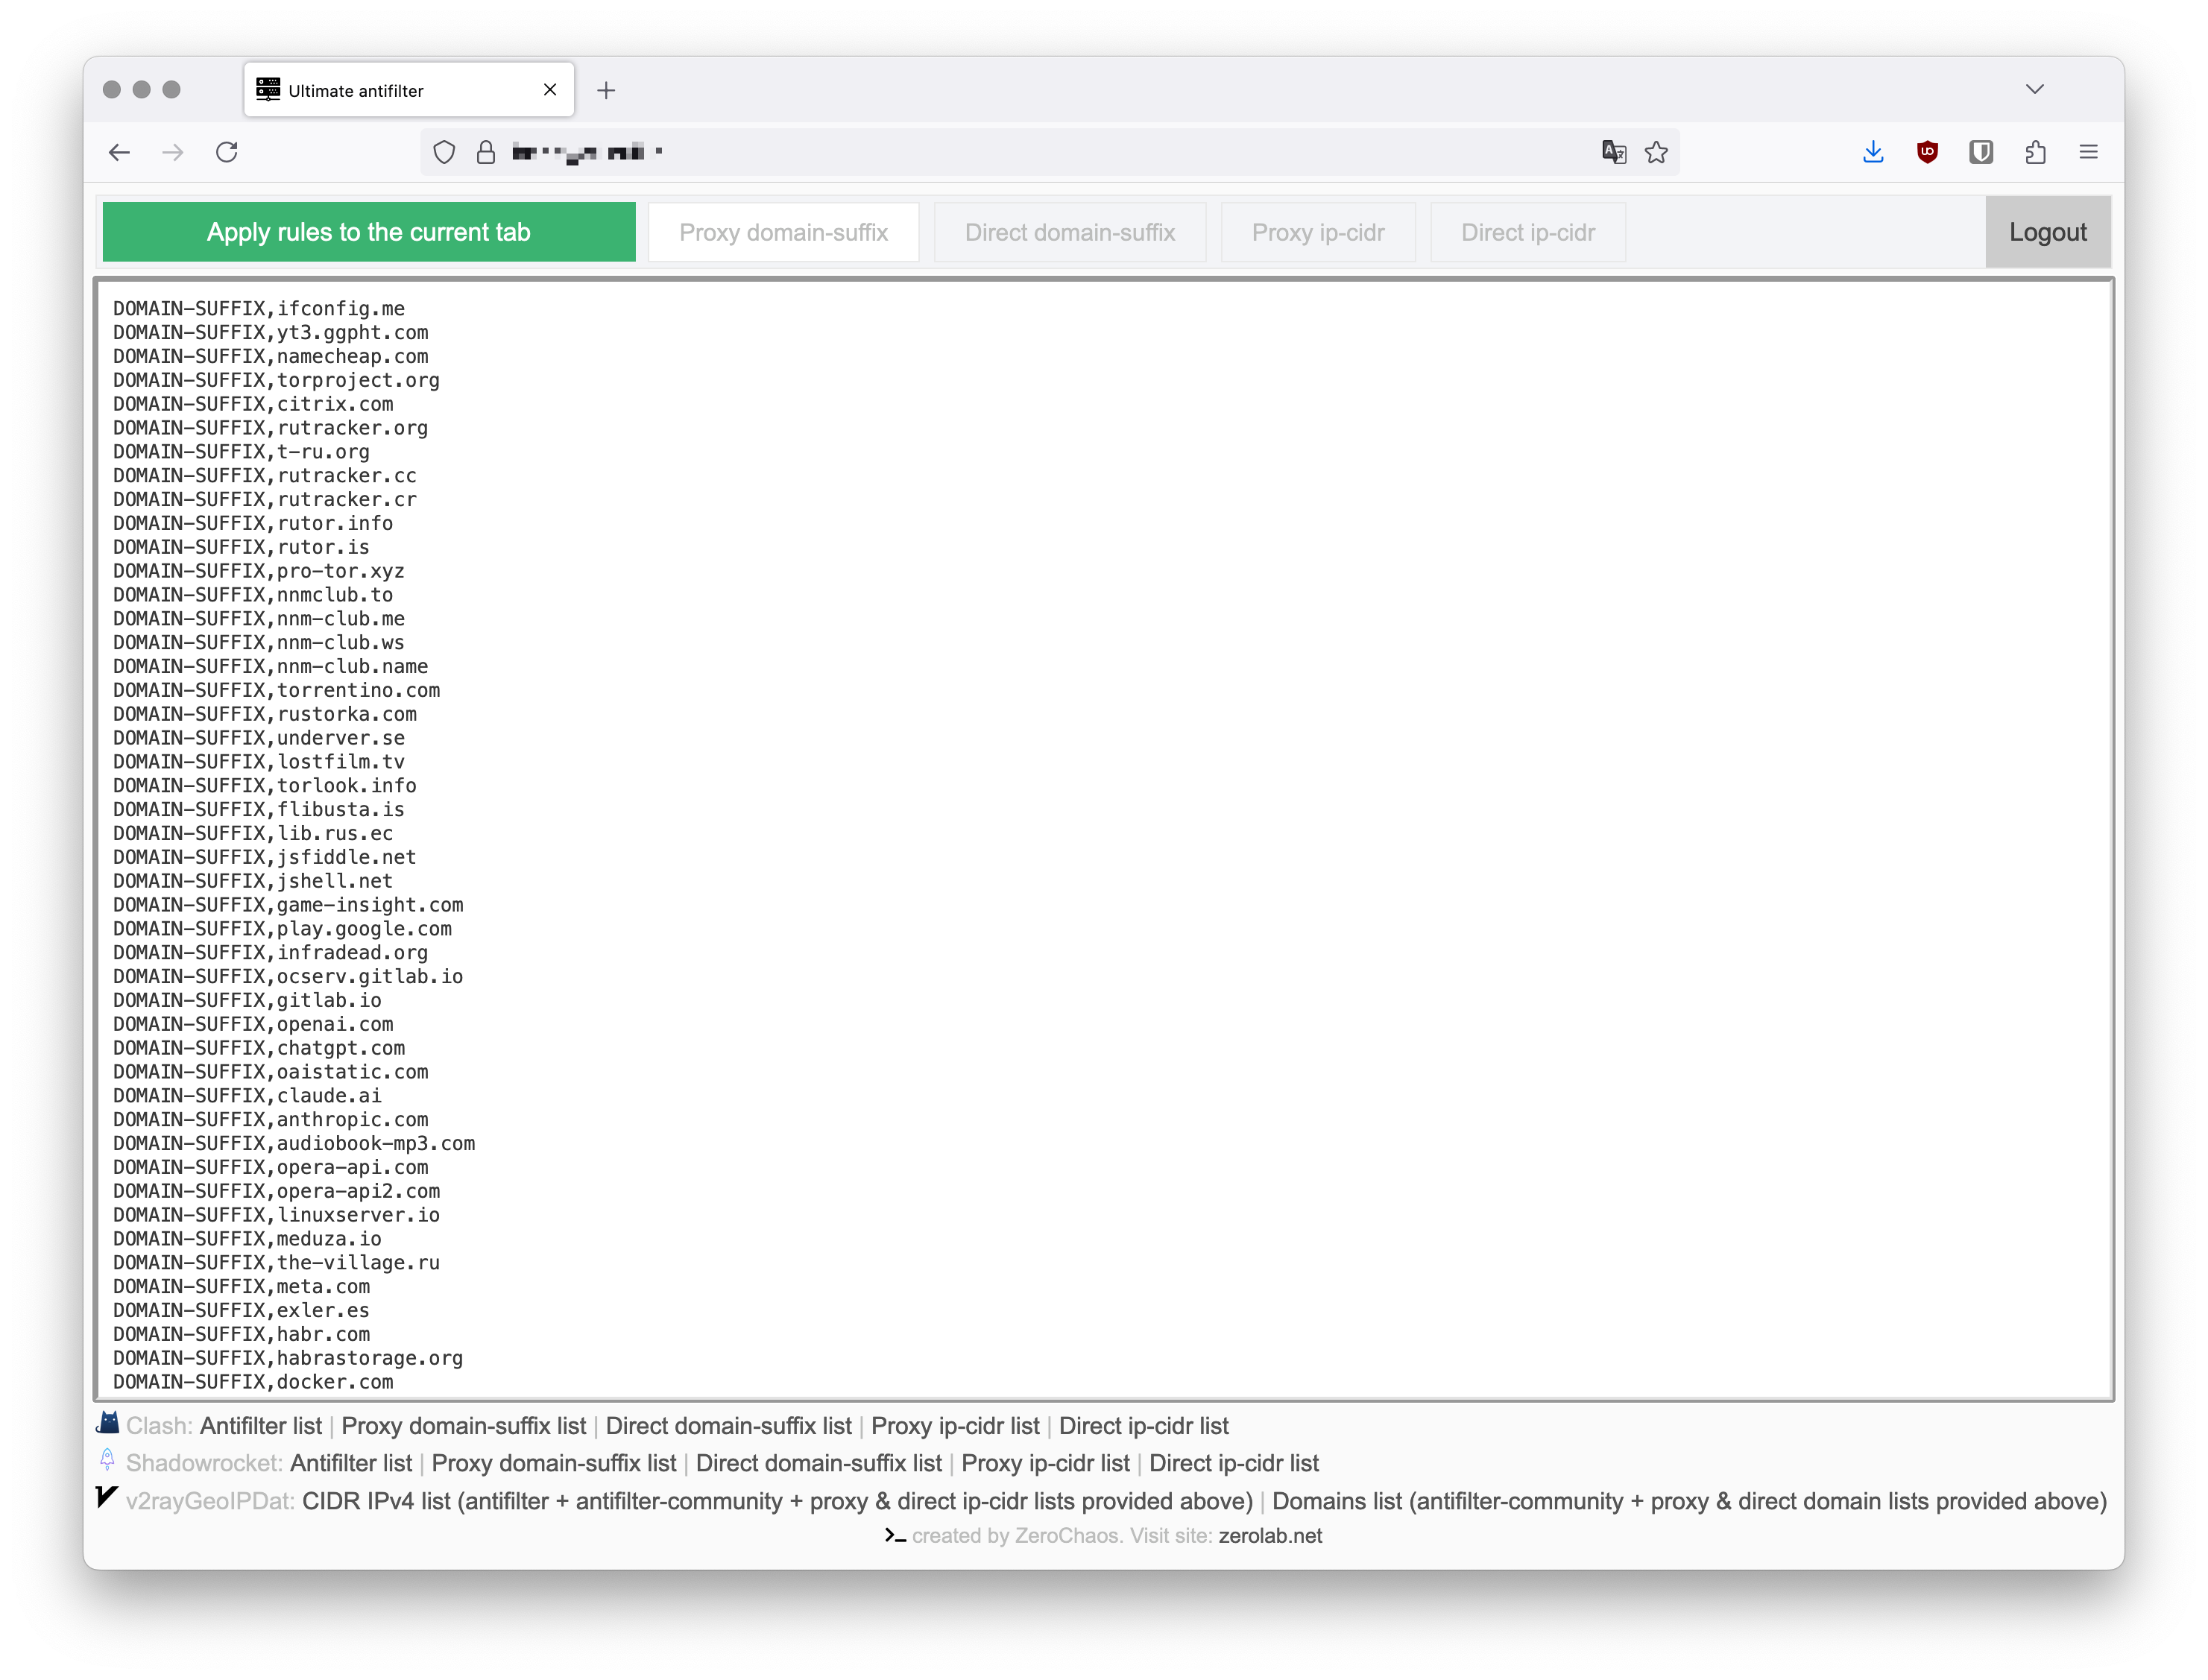 Ultimate antifilter
Apply rules to the current tab
Proxy domain-suffix
Direct domain-suffix
Proxy ip-cidr
Direct ip-cidr
Logout
DOMAIN-SUFFIX,ifconfig.me
DOMAIN-SUFFIX,yt3.ggpht.com
DOMAIN-SUFFIX,namecheap.com
DOMAIN-SUFFIX,torproject.org
DOMAIN-SUFFIX,citrix.com
DOMAIN-SUFFIX,rutracker.org
DOMAIN-SUFFIX,t-ru.org
DOMAIN-SUFFIX,rutracker.cc
DOMAIN-SUFFIX,rutracker.cr
DOMAIN-SUFFIX,rutor.info
DOMAIN-SUFFIX,rutor.is
DOMAIN-SUFFIX,pro-tor.xyz
DOMAIN-SUFFIX,nnmclub.to
DOMAIN-SUFFIX,nnm-club.me
DOMAIN-SUFFIX,nnm-club.ws
DOMAIN-SUFFIX,nnm-club.name
DOMAIN-SUFFIX,torrentino.com
DOMAIN-SUFFIX,rustorka.com
DOMAIN-SUFFIX,underver.se
DOMAIN-SUFFIX,lostfilm.tv
DOMAIN-SUFFIX,torlook.info
DOMAIN-SUFFIX,flibusta.is
DOMAIN-SUFFIX,lib.rus.ec
DOMAIN-SUFFIX,jsfiddle.net
DOMAIN-SUFFIX,jshell.net
DOMAIN-SUFFIX,game-insight.com
DOMAIN-SUFFIX,play.google.com
DOMAIN-SUFFIX,infradead.org
DOMAIN-SUFFIX,ocserv.gitlab.io
DOMAIN-SUFFIX,gitlab.io
DOMAIN-SUFFIX,openai.com
DOMAIN-SUFFIX,chatgpt.com
DOMAIN-SUFFIX,oaistatic.com
DOMAIN-SUFFIX,claude.ai
DOMAIN-SUFFIX,anthropic.com
DOMAIN-SUFFIX,audiobook-mp3.com
DOMAIN-SUFFIX,opera-api.com
DOMAIN-SUFFIX,opera-api2.com
DOMAIN-SUFFIX,linuxserver.io
DOMAIN-SUFFIX,meduza.io
DOMAIN-SUFFIX,the-village.ru
DOMAIN-SUFFIX,meta.com
DOMAIN-SUFFIX,exler.es
DOMAIN-SUFFIX,habr.com
DOMAIN-SUFFIX,habrastorage.org
DOMAIN-SUFFIX,docker.com
Clash: Antifilter list | Proxy domain-suffix list | Direct domain-suffix list | Proxy ip-cidr list | Direct ip-cidr list
Shadowrocket: Antifilter list | Proxy domain-suffix list | Direct domain-suffix list | Proxy ip-cidr list | Direct ip-cidr list
v2rayGeoIPDat: CIDR IPv4 list (antifilter + antifilter-community + proxy & direct ip-cidr lists provided above) | Domains list (antifilter-community + proxy & direct domain lists provided above)
created by ZeroChaos. Visit site: zerolab.net